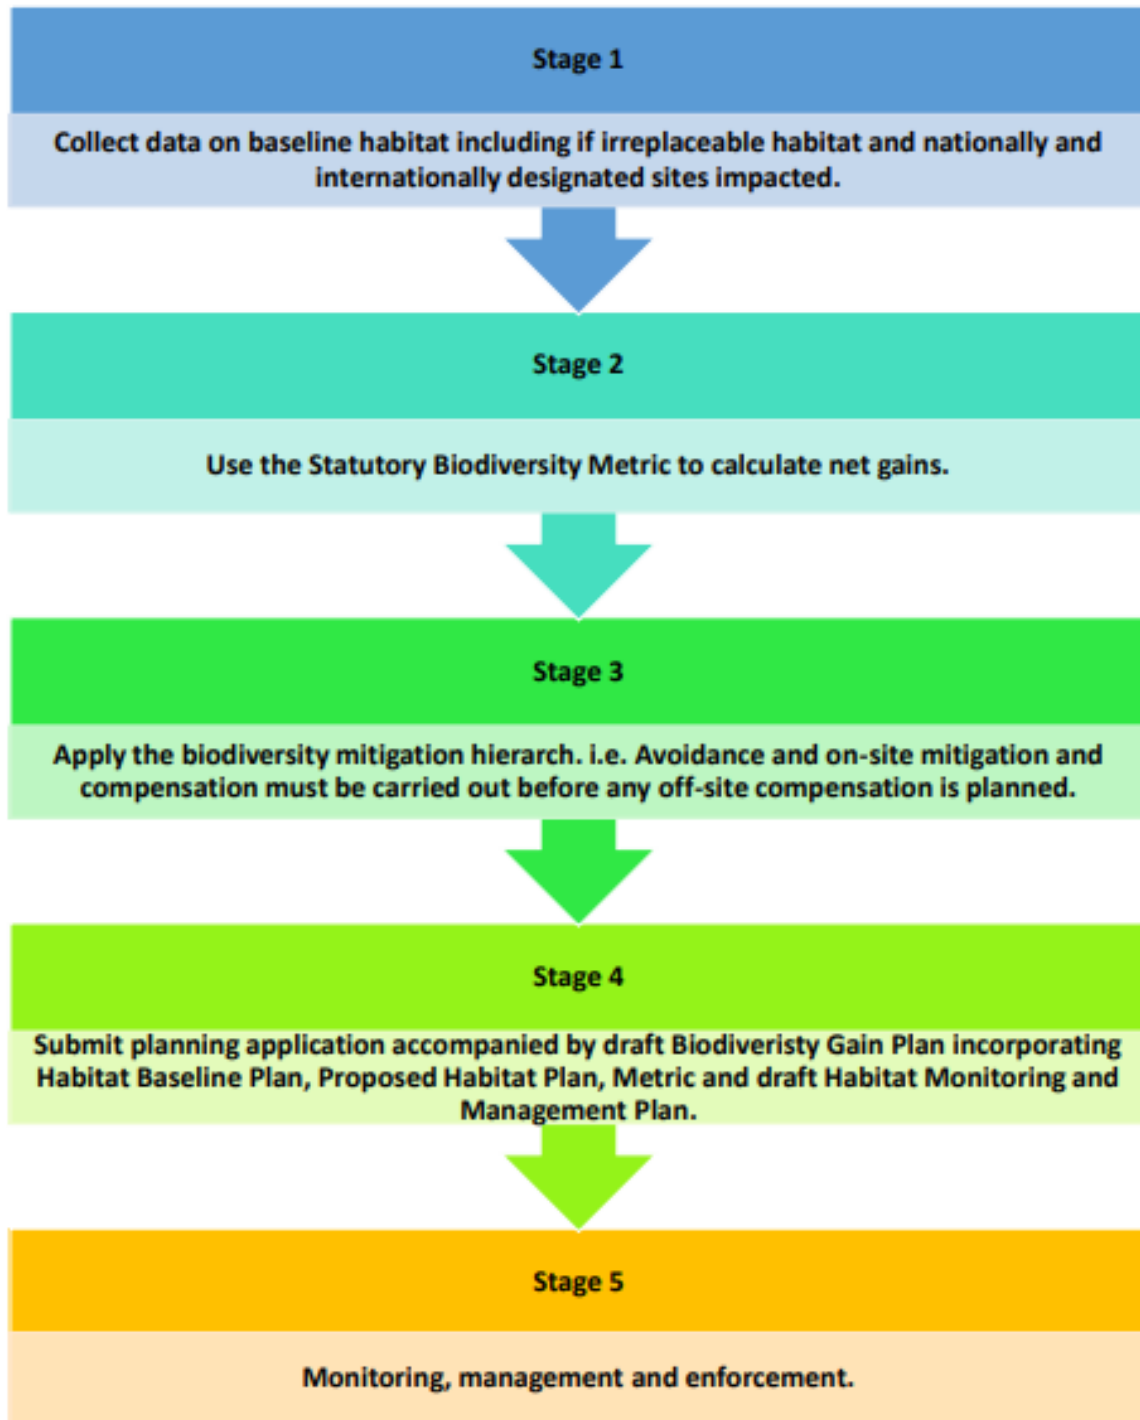 Stage 1
Collect data on baseline habitat including if irreplaceable habitat and nationally and
internationally designated sites impacted.
Stage 2
Use the Statutory Biodiversity Metric to calculate net gains.
Stage 3
Apply the biodiversity mitigation hierarch. i.e. Avoidance and on-site mitigation and
compensation must be carried out before any off-site compensation is planned.
Stage 4
Submit planning application accompanied by draft Biodiveristy Gain Plan incorporating
Habitat Baseline Plan, Proposed Habitat Plan, Metric and draft Habitat Monitoring and
Management Plan.
Stage 5
Monitoring, management and enforcement.